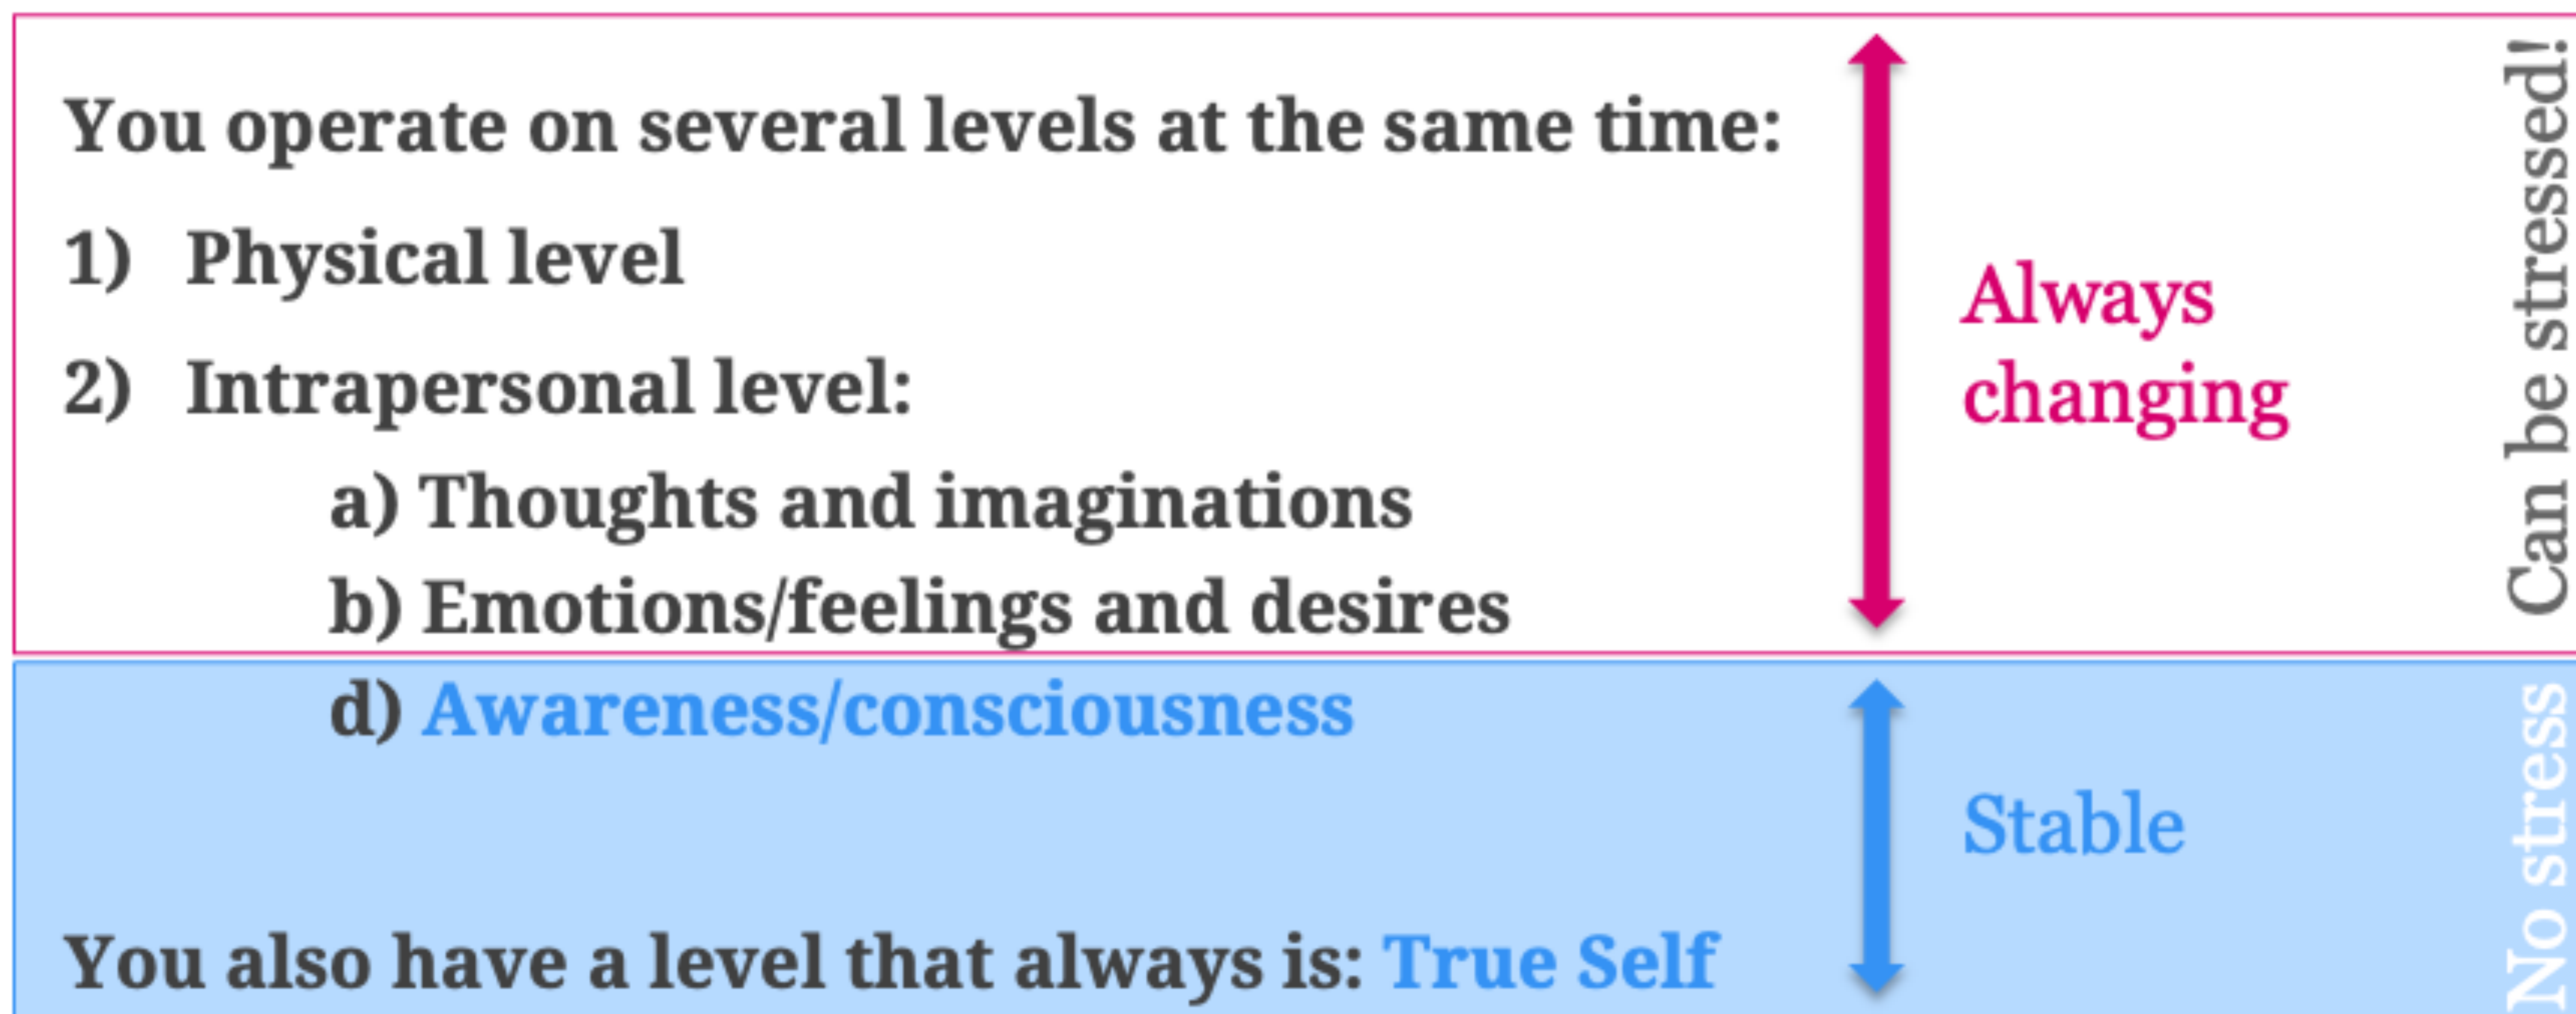 You operate on several levels at the same time:
1) Physical level
2) Intrapersonal level:
a) Thoughts and imaginations
b) Emotions/feelings and desires
Always
changing
Can be stressed!
d) Awareness/consciousness
You also have a level that always is: True Self
Stable
No stress